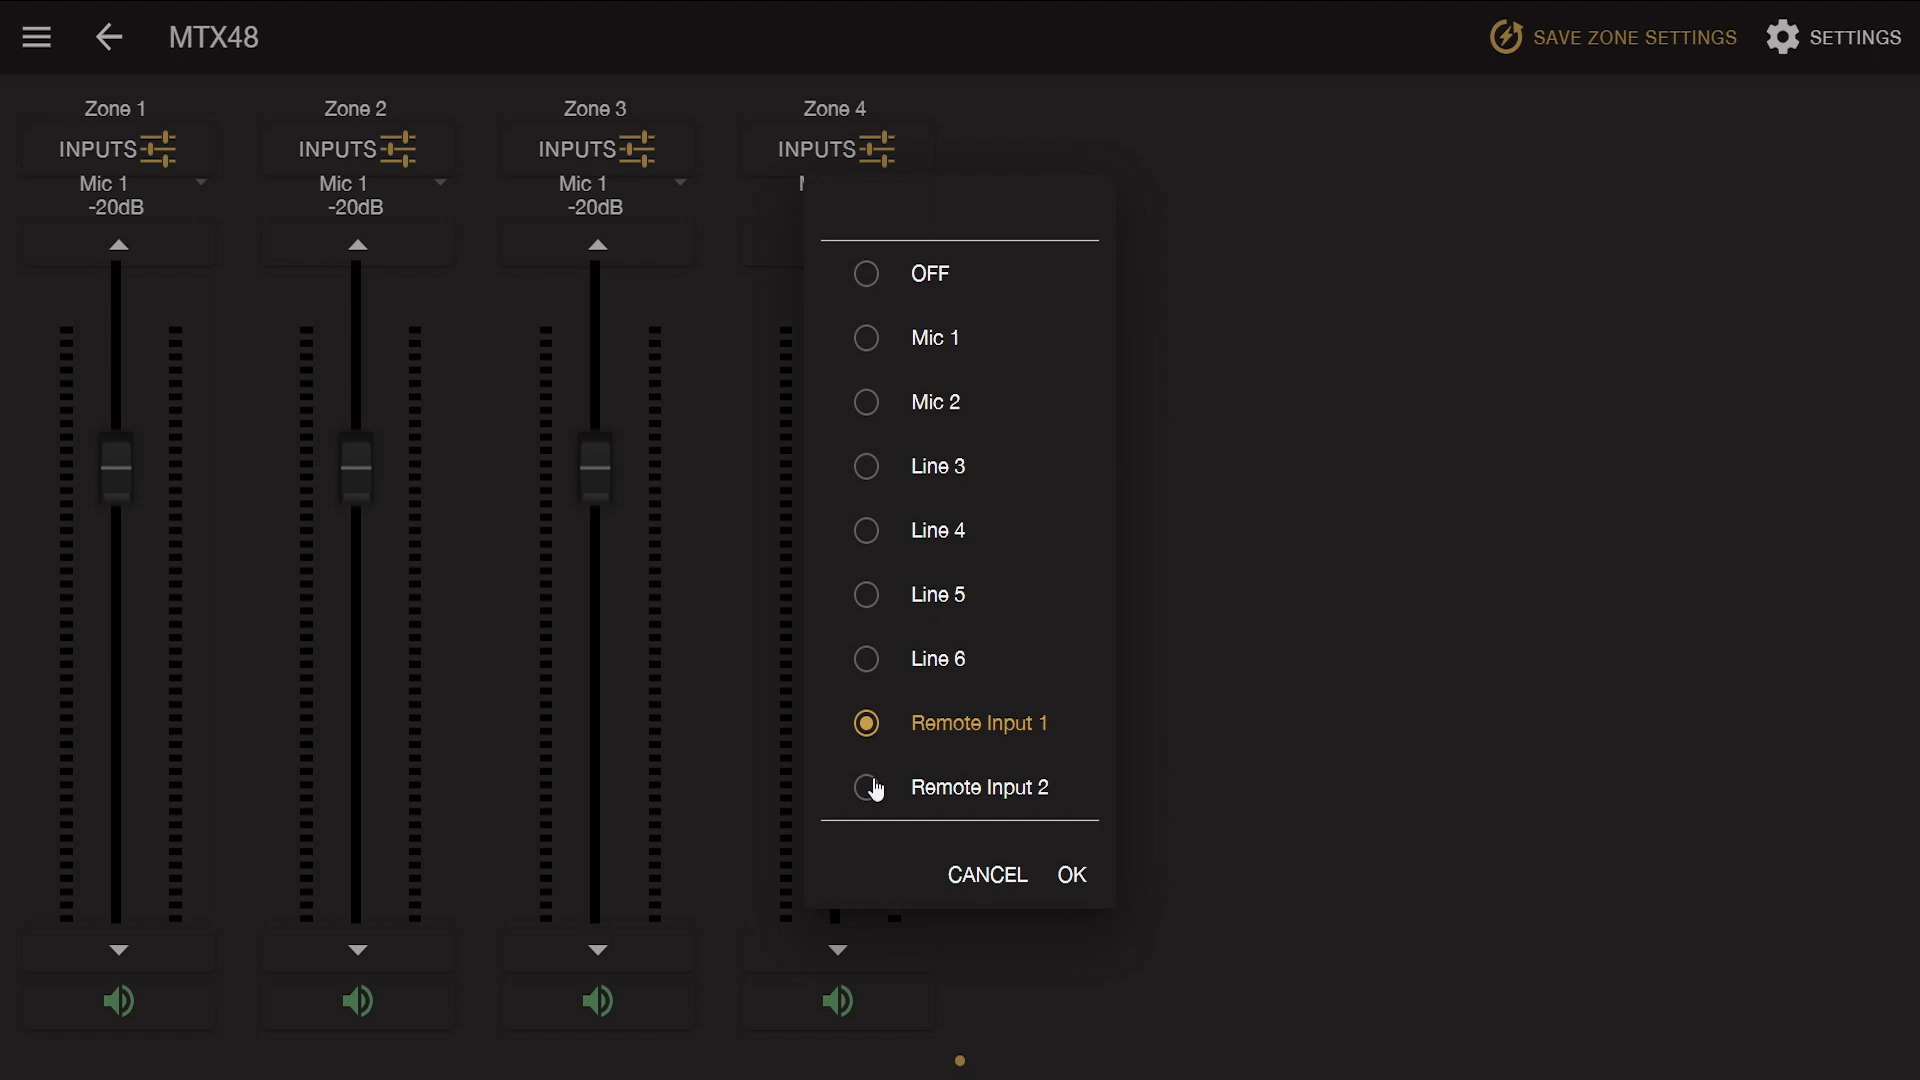 MTX48
SAVE ZONE SETTINGS
SETTINGS
Zone 1
Zone 2
Zone 3
Zone 4
INPUTS
INPUTS
INPUTS
INPUTS
Mic 1
Mic 1
Mic 1
-20dB
-20dB
-20dB
OFF
Mic 1
Mic 2
Line 3
Line 4
Line 5
Line 6
Remote Input 1
Remote Input 2
CANCEL OK